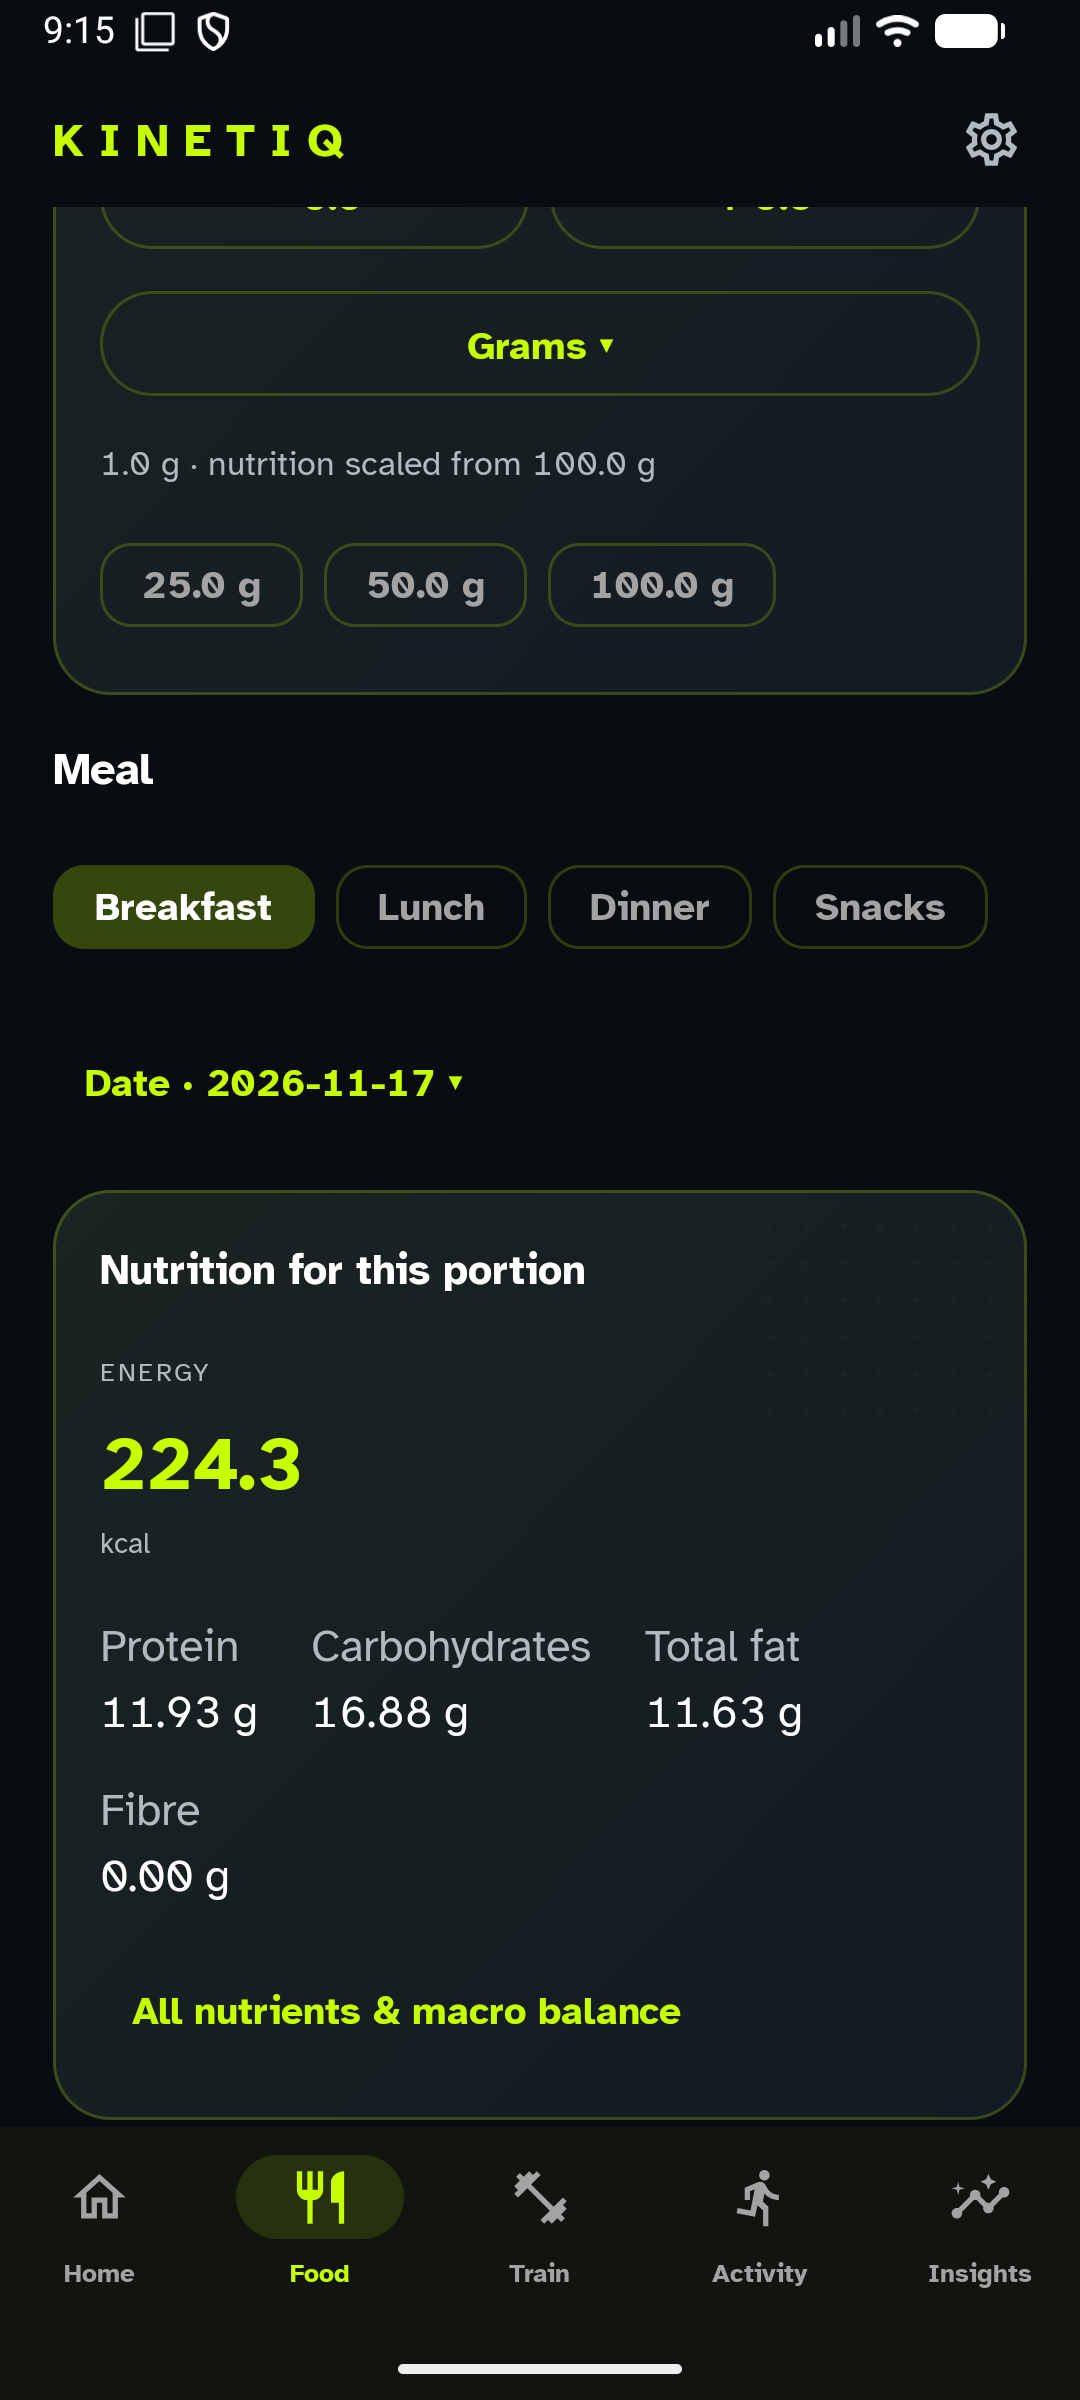 9:15
KINETIQ
Grams ▾
1.0 g · nutrition scaled from 100.0 g
25.0 g 50.0 g 100.0 g
Meal
Breakfast Lunch Dinner Snacks
Date · 2026-11-17 ▾
Nutrition for this portion
ENERGY
224.3
kcal
Protein Carbohydrates Total fat
11.93 g 16.88 g 11.63 g
Fibre
0.00 g
All nutrients & macro balance
Home Food Train Activity Insights